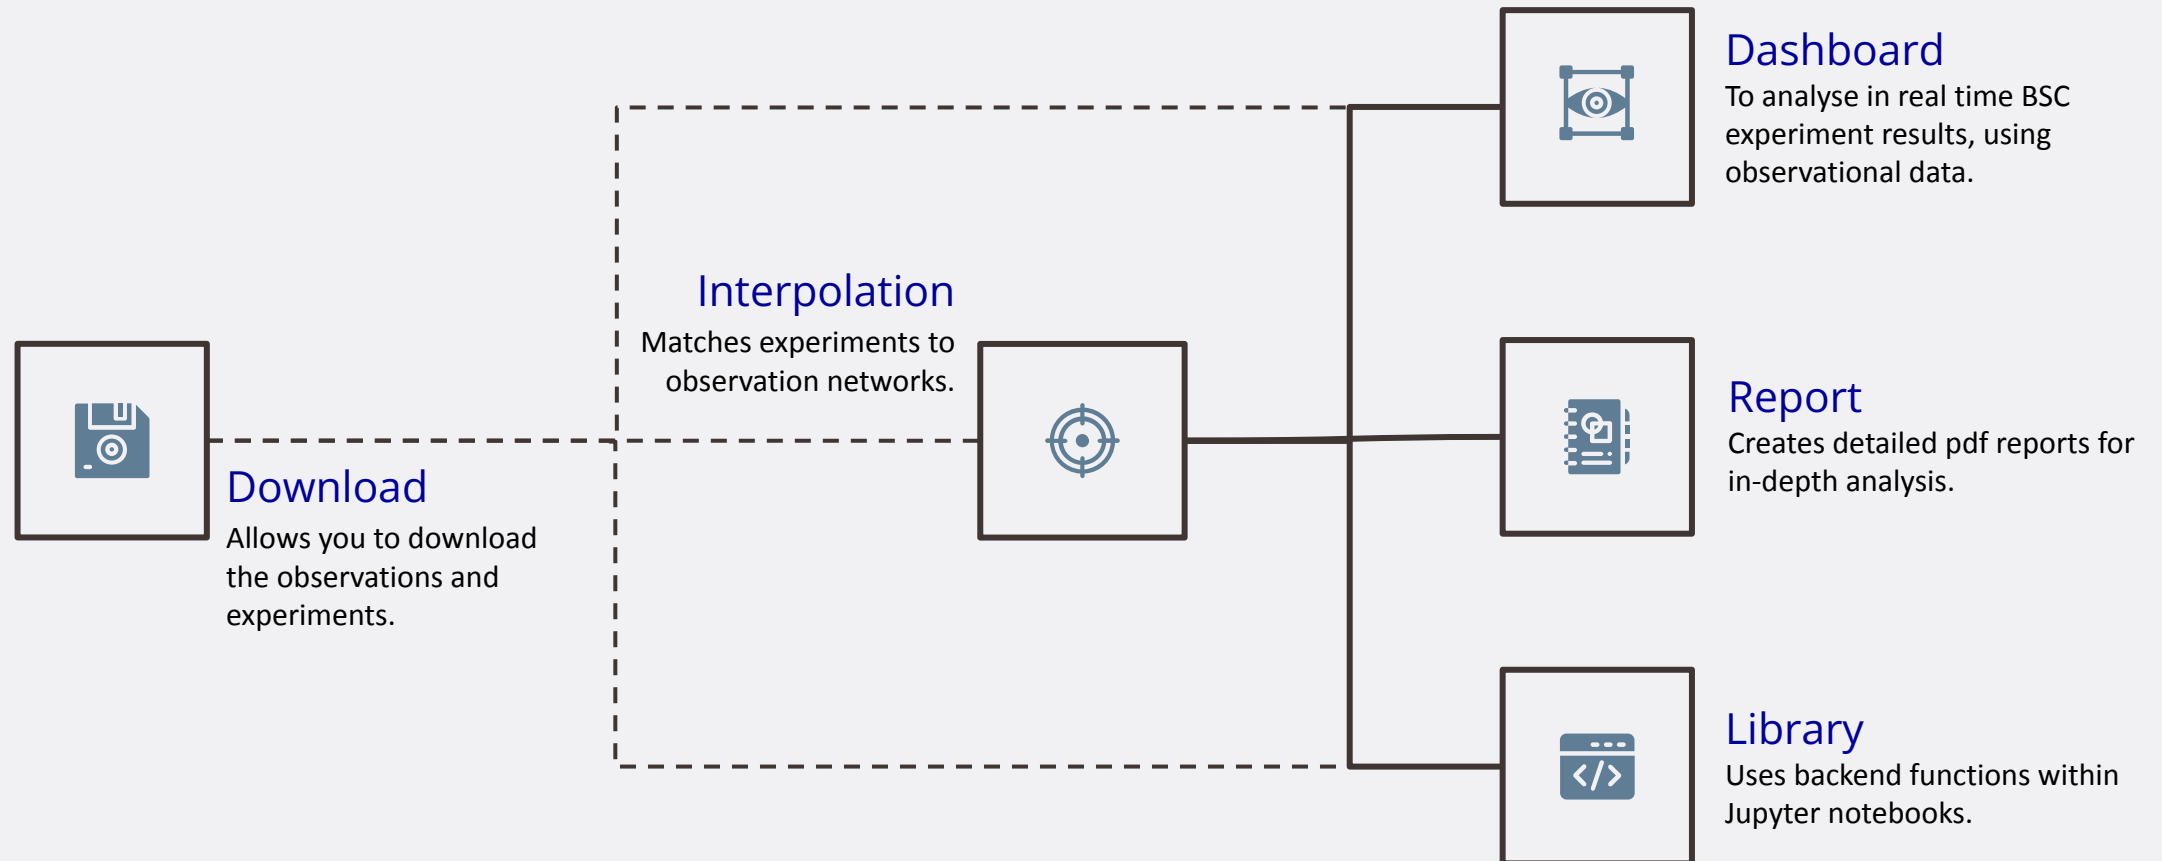 Download
Allows you to download
the observations and
experiments.
Interpolation
Matches experiments to
observation networks.
Dashboard
To analyse in real time BSC
experiment results, using
observational data.
Report
Creates detailed pdf reports for
in-depth analysis.
Library
Uses backend functions within
Jupyter notebooks.